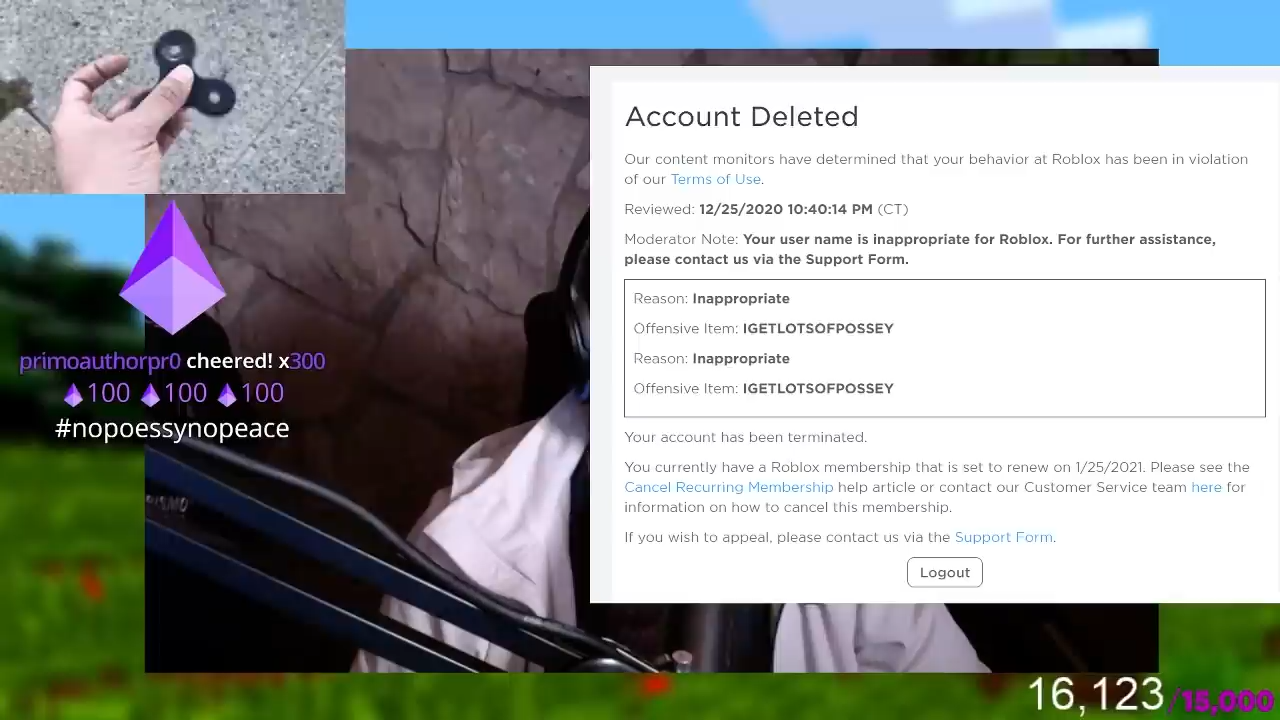 Account Deleted
Our content monitors have determined that your behavior at Roblox has been in violation
of our Terms of Use.
Reviewed: 12/25/2020 10:40:14 PM (CT)
Moderator Note: Your user name is inappropriate for Roblox. For further assistance,
please contact us via the Support Form.
Reason: Inappropriate
Offensive Item: IGETLOTSOFPOSSEY
Reason: Inappropriate
Offensive Item: IGETLOTSOFPOSSEY
Your account has been terminated.
You currently have a Roblox membership that is set to renew on 1/25/2021. Please see the
Cancel Recurring Membership help article or contact our Customer Service team here for
information on how to cancel this membership.
If you wish to appeal, please contact us via the Support Form.
Logout
primoauthorpr0 cheered! x300
100 100 100
#nopoessynopeace
16,123/15,000